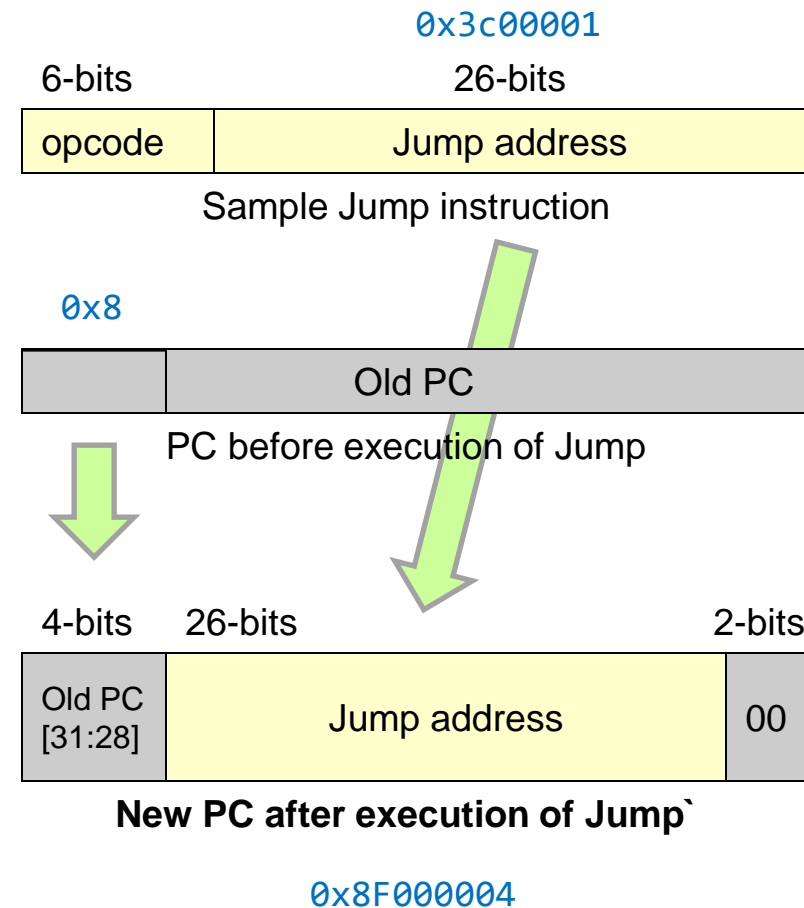 0x3c00001
6-bits 26-bits
opcode Jump address
Sample Jump instruction
0x8
Old PC
PC before execution of Jump
4-bits 26-bits 2-bits
Old PC
[31:28]
Jump address
00
New PC after execution of Jump`
0x8F000004